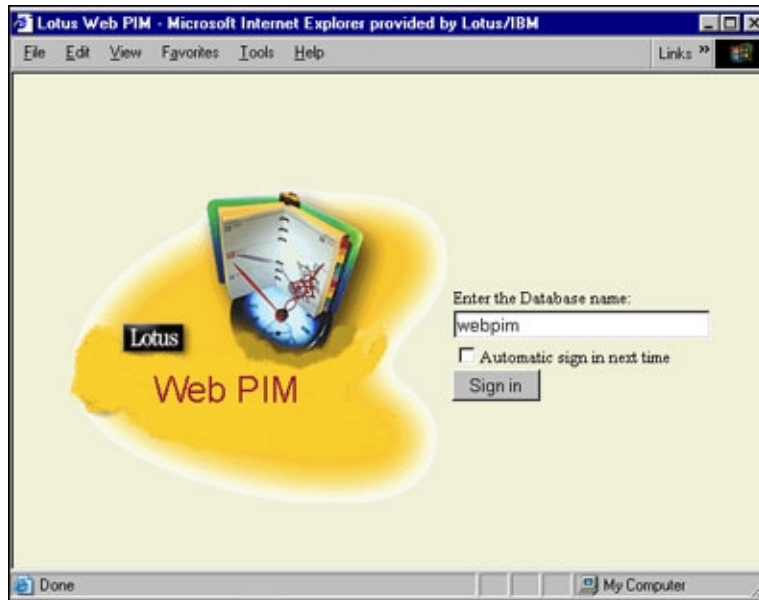 Lotus Web PIM - Microsoft Internet Explorer provided by Lotus/IBM
File Edit View Favorites Tools Help Links »
Lotus
Web PIM
Enter the Database name:
webpim
Automatic sign in next time
Sign in
Done My Computer